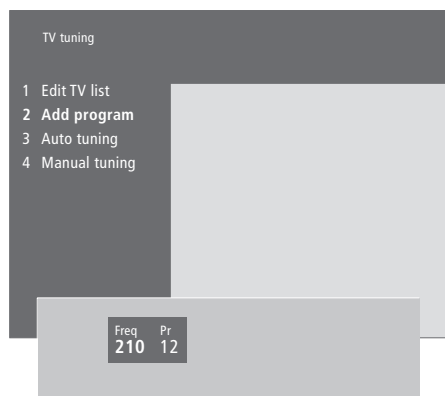 TV tuning
1 Edit TV list
2 Add program
3 Auto tuning
4 Manual tuning
Freq Pr
210 12